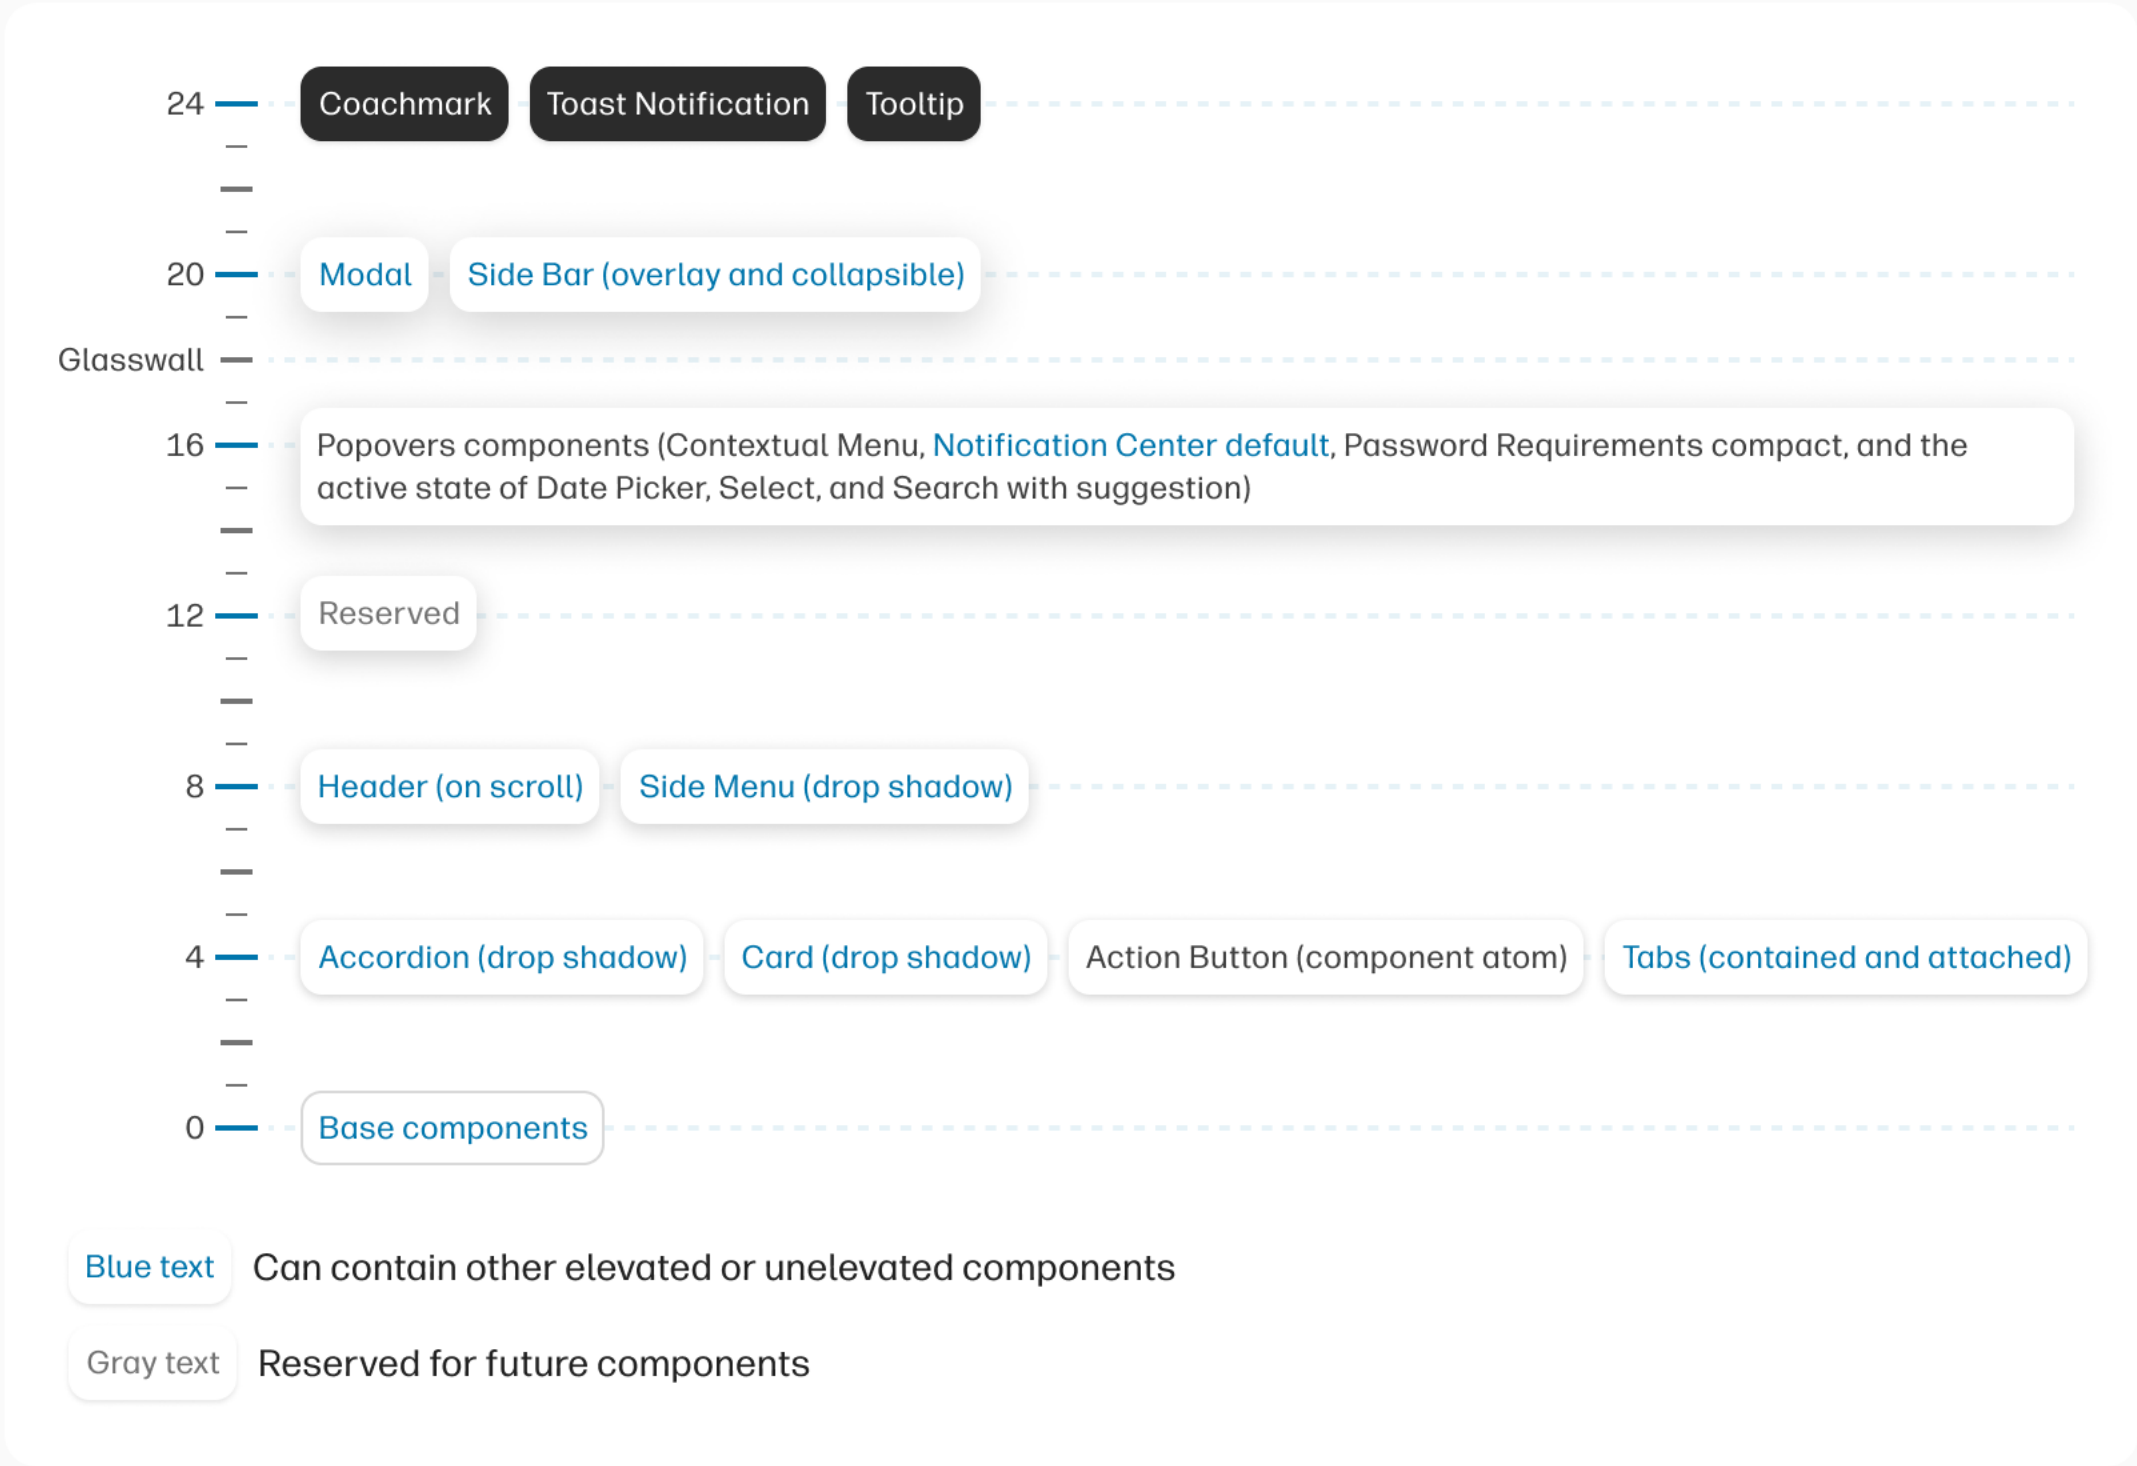 24 Coachmark Toast Notification Tooltip
20 Modal Side Bar (overlay and collapsible)
Glasswall
16 Popovers components (Contextual Menu, Notification Center default, Password Requirements compact, and the
active state of Date Picker, Select, and Search with suggestion)
12 Reserved
8 Header (on scroll) Side Menu (drop shadow)
4 Accordion (drop shadow) Card (drop shadow) Action Button (component atom) Tabs (contained and attached)
0 Base components
Blue text Can contain other elevated or unelevated components
Gray text Reserved for future components